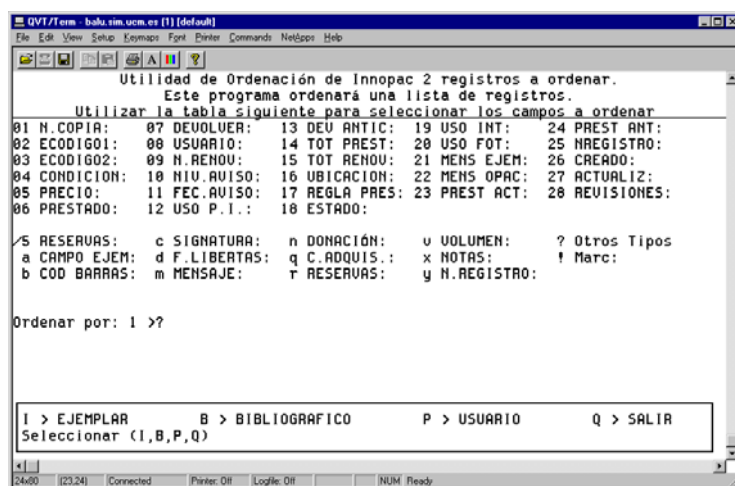 QVT/Term - balu.sim.ucm.es (1) [default]
File Edit View Setup Keymaps Font Printer Commands NetApps Help
Utilidad de Ordenación de Innopac 2 registros a ordenar.
Este programa ordenará una lista de registros.
Utilizar la tabla siguiente para seleccionar los campos a ordenar
01 N.COPIA: 07 DEVOLVER: 13 DEV ANTIC: 19 USO INT: 24 PREST ANT:
02 ECODIGO1: 08 USUARIO: 14 TOT PREST: 20 USO FOT: 25 NREGISTRO:
03 ECODIGO2: 09 N.RENOV: 15 TOT RENOV: 21 MENS EJEM: 26 CREADO:
04 CONDICION: 10 NIV.AVISO: 16 UBICACION: 22 MENS OPAC: 27 ACTUALIZ:
05 PRECIO: 11 FEC.AVISO: 17 REGLA PRES: 23 PREST ACT: 28 REVISIONES:
06 PRESTADO: 12 USO P.I.: 18 ESTADO:
/5 RESERVAS: c SIGNATURA: n DONACIÓN: v VOLUMEN: ? Otros Tipos
a CAMPO EJEM: d F.LIBERTAS: q C.ADQUIS.: x NOTAS: ! Marc:
b COD BARRAS: m MENSAJE: r RESERVAS: y N.REGISTRO:
Ordenar por: 1 >?
I > EJEMPLAR B > BIBLIOGRAFICO P > USUARIO Q > SALIR
Seleccionar (I,B,P,Q)
24x80 (23,24) Connected Printer: Off Logfile: Off NUM Ready